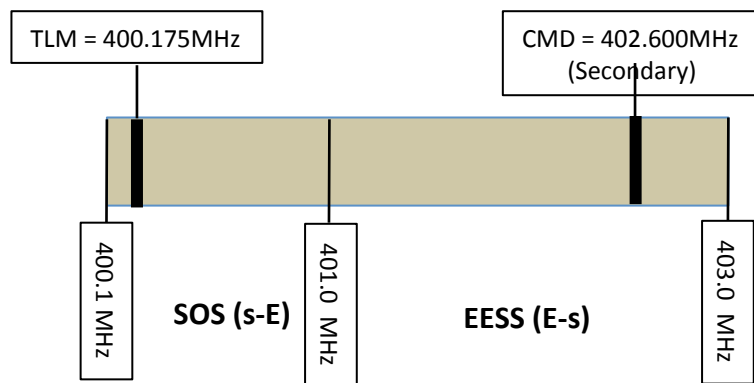 TLM = 400.175MHz
CMD = 402.600MHz
(Secondary)
400.1 MHz
SOS (s-E)
401.0 MHz
EESS (E-s)
403.0 MHz